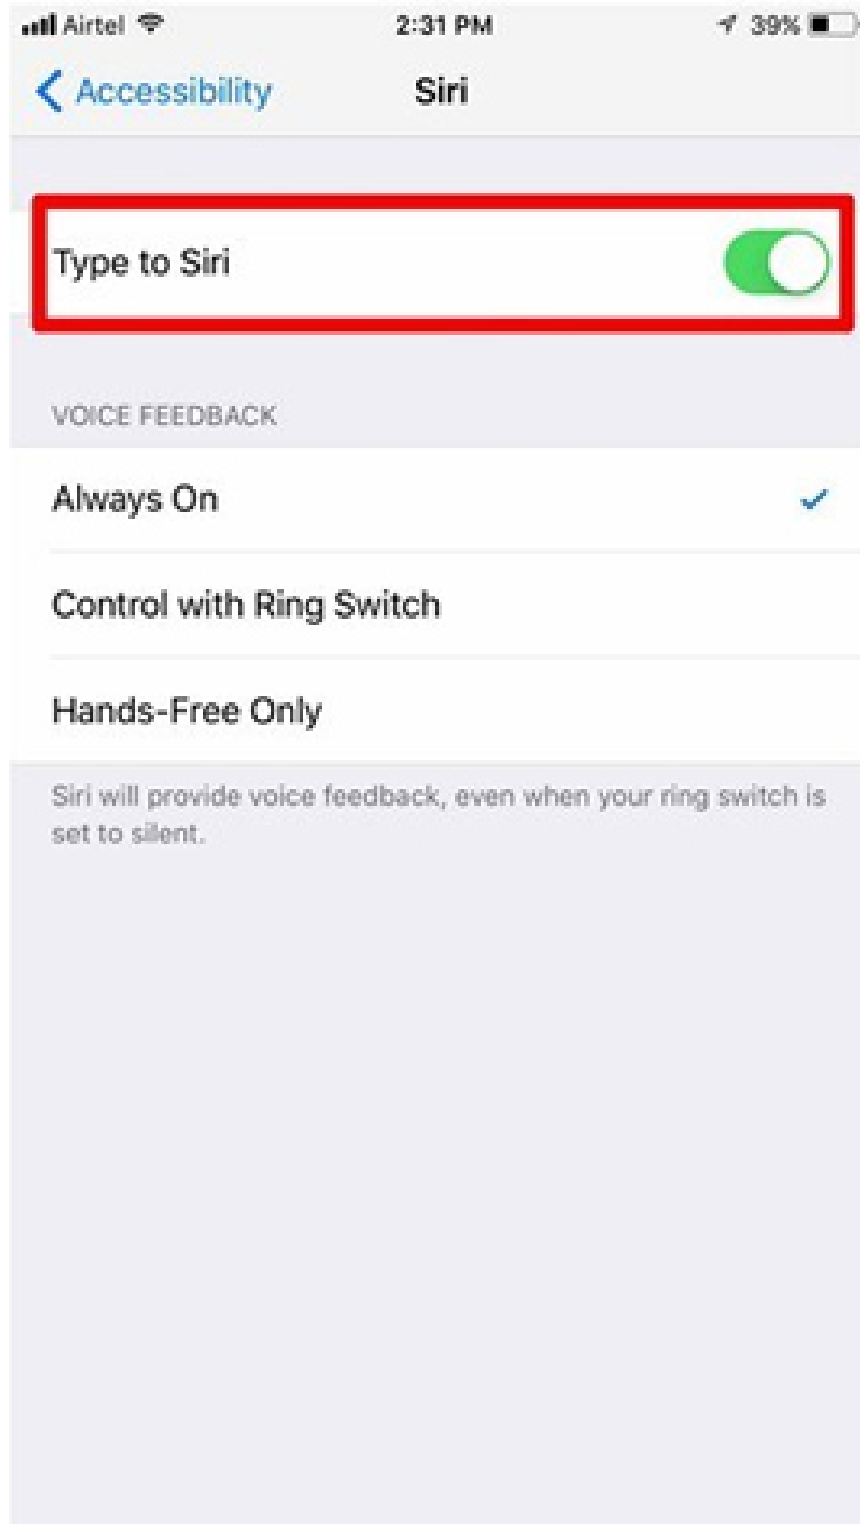 Airtel 2:31 PM 39%
Accessibility Siri
Type to Siri
VOICE FEEDBACK
Always On
Control with Ring Switch
Hands-Free Only
Siri will provide voice feedback, even when your ring switch is
set to silent.